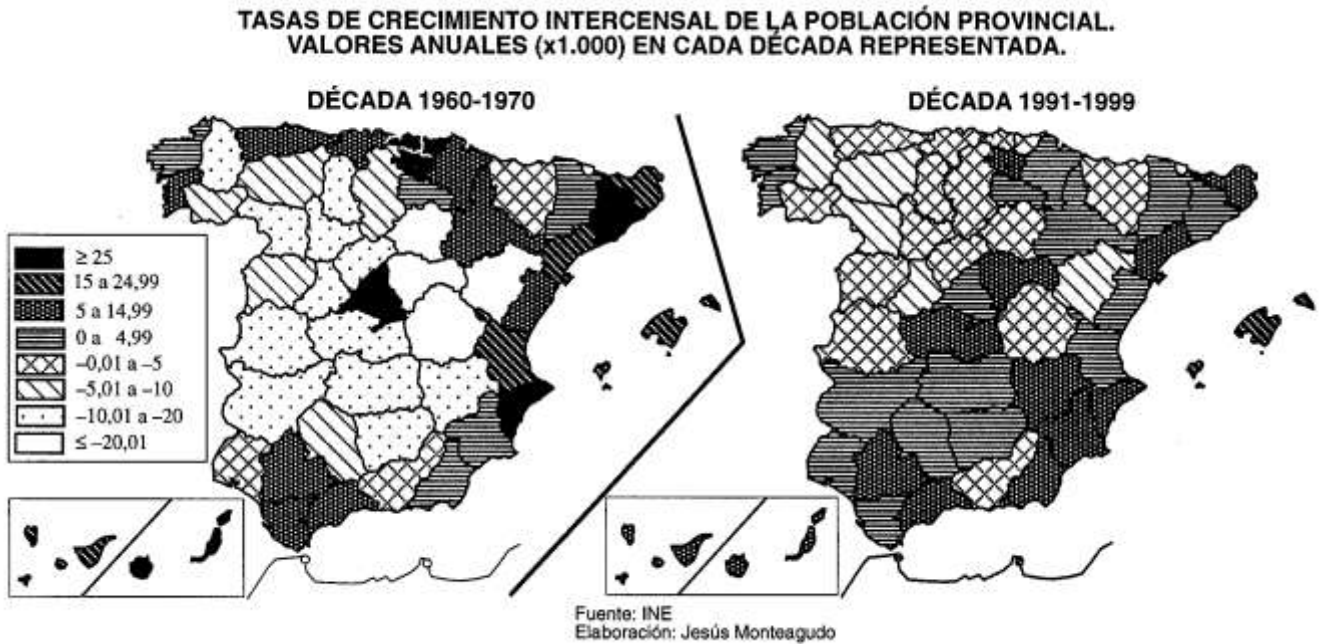 TASAS DE CRECIMIENTO INTERCENSAL DE LA POBLACIÓN PROVINCIAL.
VALORES ANUALES (x1.000) EN CADA DÉCADA REPRESENTADA.
DÉCADA 1960-1970
DÉCADA 1991-1999
≥ 25
15 a 24,99
5 a 14,99
0 a 4,99
–0,01 a –5
–5,01 a –10
–10,01 a –20
≤ –20,01
Fuente: INE
Elaboración: Jesús Monteagudo